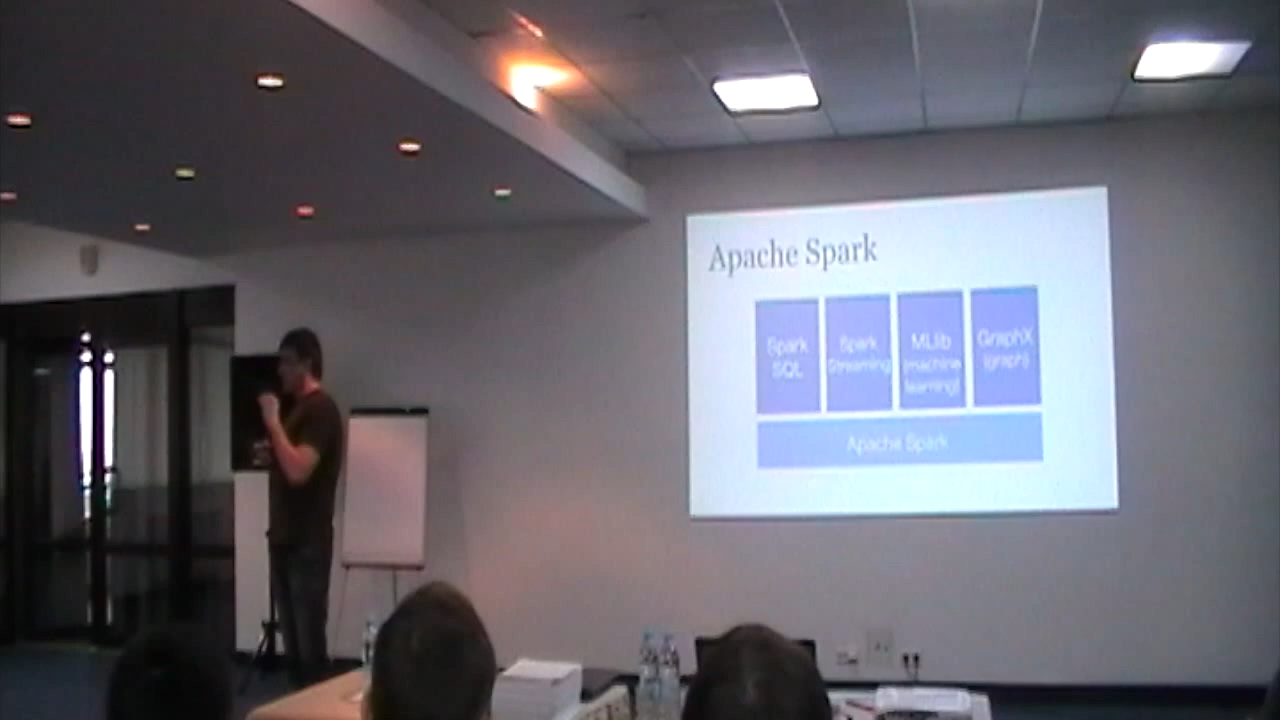 Apache Spark
Spark
SQL
Spark
Streaming
MLlib
(machine
learning)
GraphX
(graph)
Apache Spark